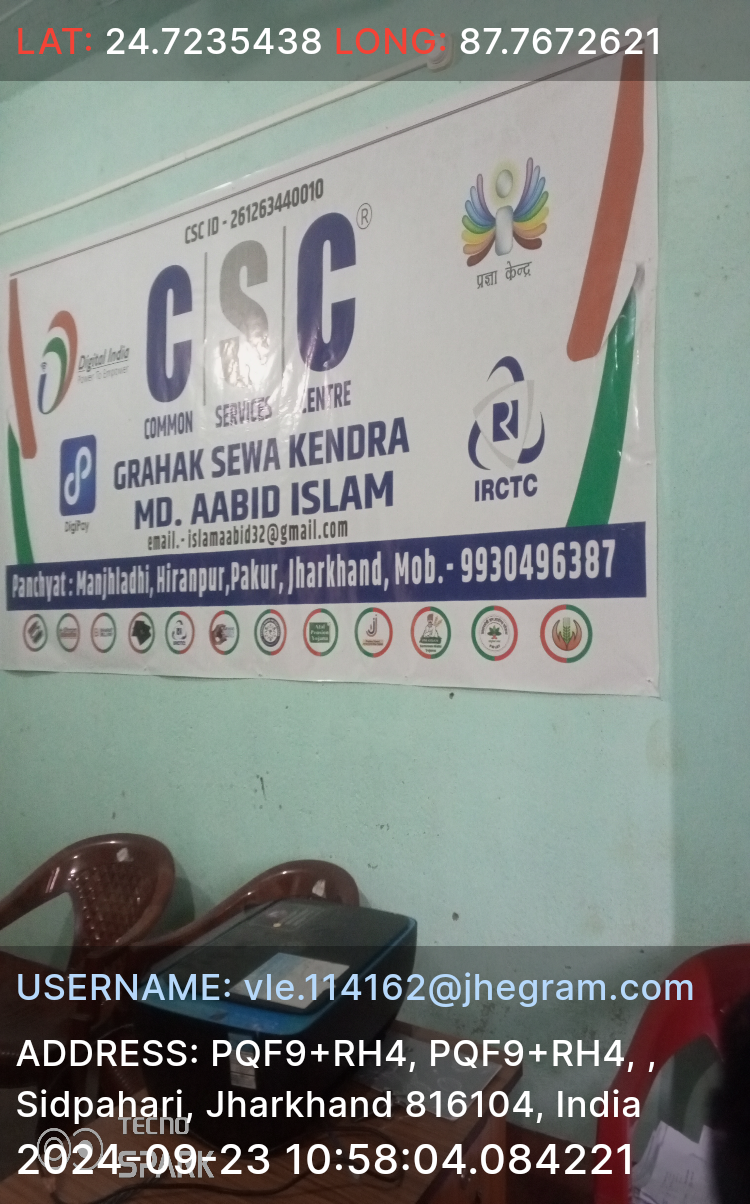 LAT: 24.7235438 LONG: 87.7672621
CSC ID - 261263440010
CSC®
COMMON SERVICES CENTRE
प्रज्ञा केन्द्र
Digital India
Power To Empower
DigiPay
GRAHAK SEWA KENDRA
MD. AABID ISLAM
email.- islamaabid32@gmail.com
IRCTC
Panchyat : Manjhladhi, Hiranpur,Pakur, Jharkhand, Mob.- 9930496387
USERNAME: vle.114162@jhegram.com
ADDRESS: PQF9+RH4, PQF9+RH4, ,
Sidpahari, Jharkhand 816104, India
TECNO
SPARK
2024-09-23 10:58:04.084221